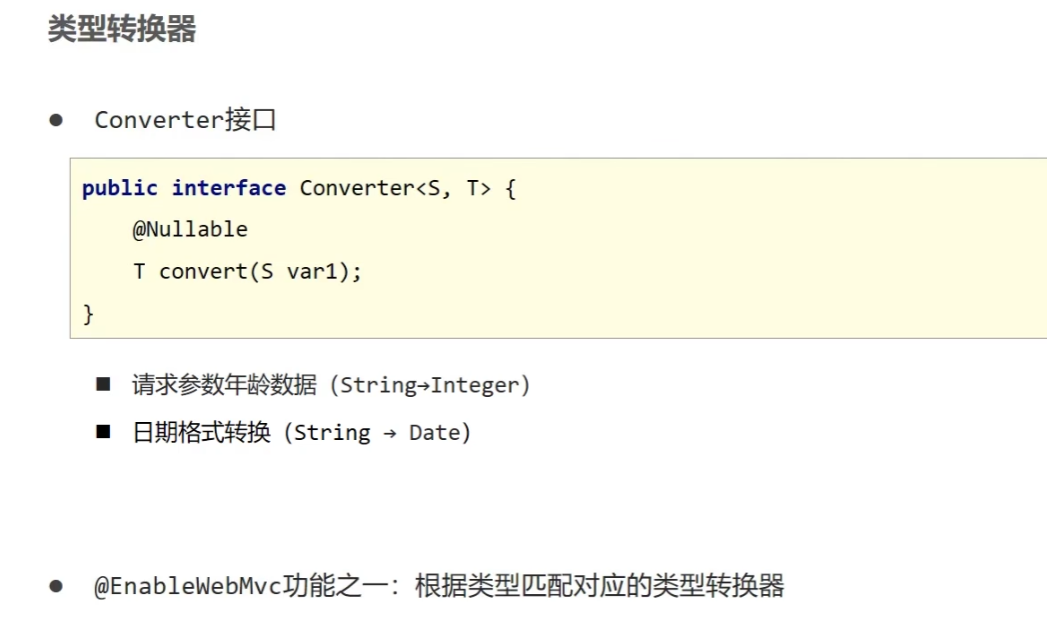 类型转换器
● Converter接口
public interface Converter<S, T> {
@Nullable
T convert(S var1);
}
■ 请求参数年龄数据（String→Integer）
■ 日期格式转换（String → Date）
● @EnableWebMvc功能之一：根据类型匹配对应的类型转换器